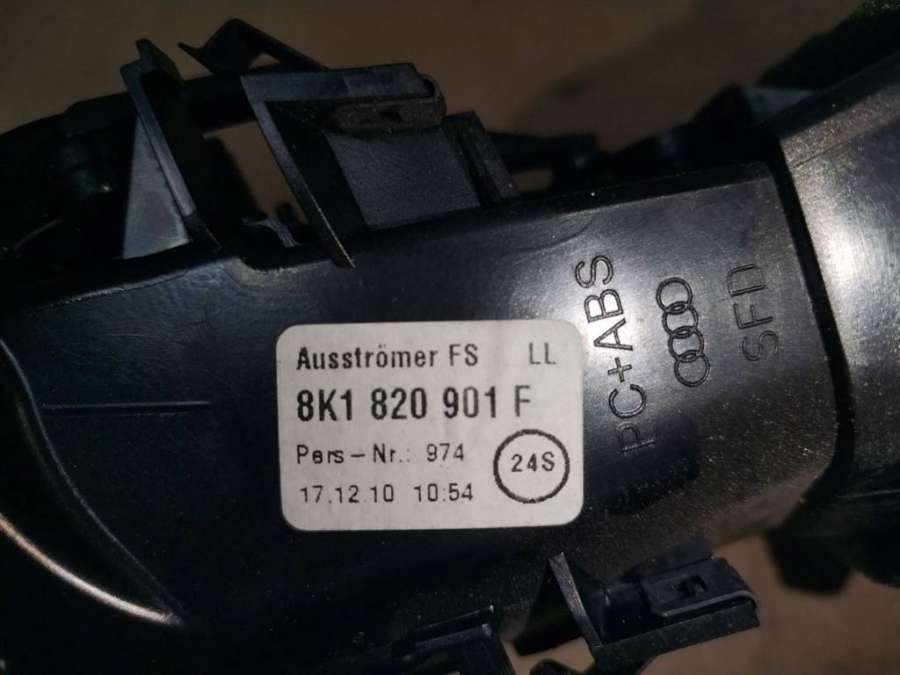 Ausströmer FS LL
8K1 820 901 F
Pers-Nr.: 974
24S
17.12.10 10:54
PC+ABS
SFD